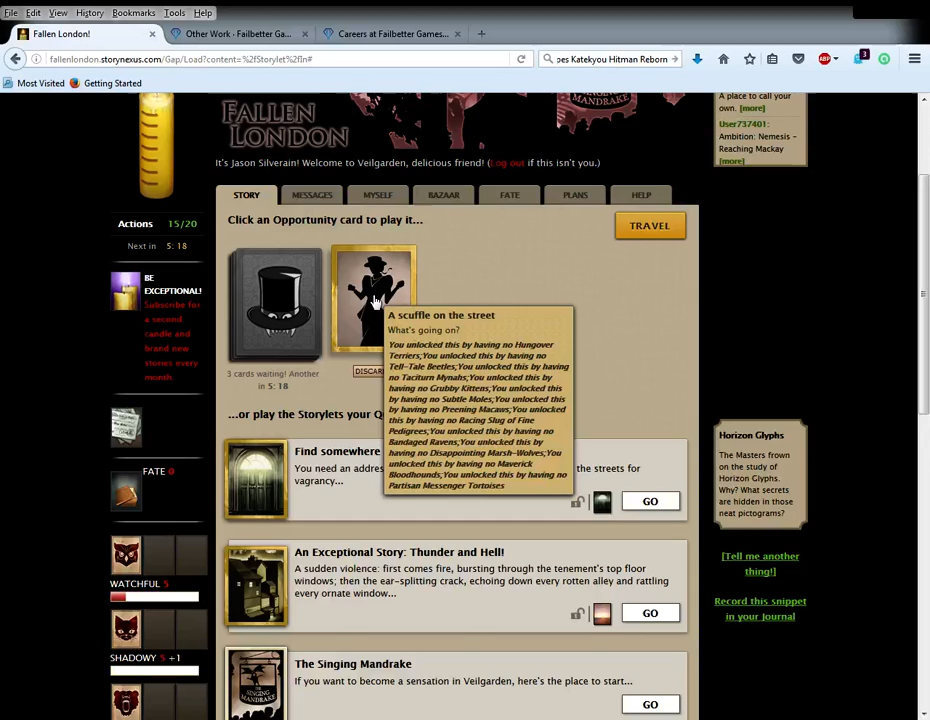 File Edit View History Bookmarks Tools Help
Fallen London!
Other Work · Failbetter Ga...
Careers at Failbetter Games...
fallenlondon.storynexus.com/Gap/Load?content=%2fStorylet%2fIn#
pes Katekyou Hitman Reborn
ABP
3
Most Visited
Getting Started
FALLEN
LONDON
MANDRAKE
A place to call your
own. [more]
User737401:
Ambition: Nemesis -
Reaching Mackay
[more]
It's Jason Silverain! Welcome to Veilgarden, delicious friend! (Log out if this isn't you.)
STORY MESSAGES MYSELF BAZAAR FATE PLANS HELP
Actions 15/20
Next in 5: 18
BE
EXCEPTIONAL!
Subscribe for
a second
candle and
brand new
stories every
month.
FATE 0
WATCHFUL 5
SHADOWY 5 +1
Click an Opportunity card to play it...
TRAVEL
3 cards waiting! Another
in 5: 18
DISCAR
A scuffle on the street
What's going on?
You unlocked this by having no Hungover
Terriers;You unlocked this by having no
Tell-Tale Beetles;You unlocked this by having
no Taciturn Mynahs;You unlocked this by
having no Grubby Kittens;You unlocked this by
having no Subtle Moles;You unlocked this by
having no Preening Macaws;You unlocked
this by having no Racing Slug of Fine
Pedigrees;You unlocked this by having no
Bandaged Ravens;You unlocked this by
having no Disappointing Marsh-Wolves;You
unlocked this by having no Maverick
Bloodhounds;You unlocked this by having no
Partisan Messenger Tortoises
...or play the Storylets your Q
Find somewhere
You need an addres
the streets for
vagrancy...
GO
An Exceptional Story: Thunder and Hell!
A sudden violence: first comes fire, bursting through the tenement's top floor
windows; then the ear-splitting crack, echoing down every rotten alley and rattling
every ornate window...
GO
The Singing Mandrake
If you want to become a sensation in Veilgarden, here's the place to start...
GO
SINGING
MANDRAKE
Horizon Glyphs
The Masters frown
on the study of
Horizon Glyphs.
Why? What secrets
are hidden in those
neat pictograms?
[Tell me another
thing!]
Record this snippet
in your Journal